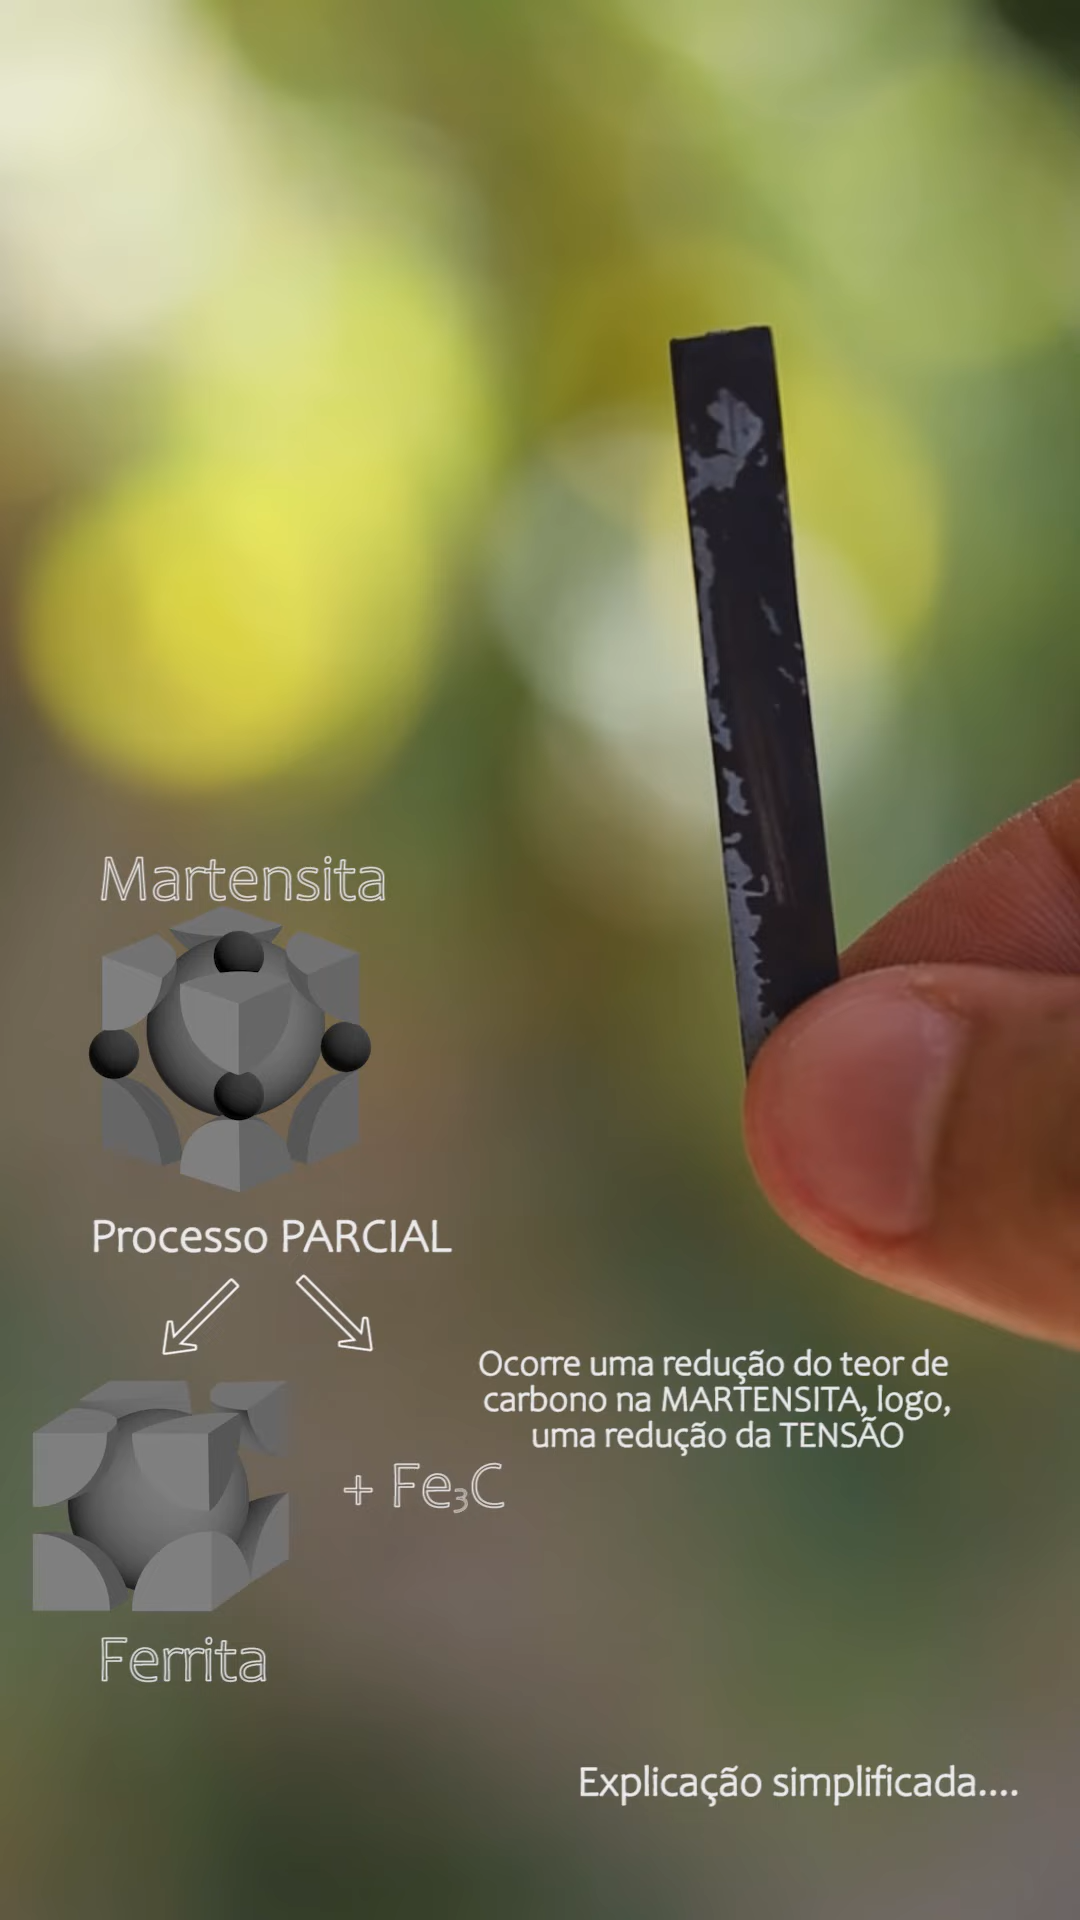 Martensita
Processo PARCIAL
Ocorre uma redução do teor de
carbono na MARTENSITA, logo,
uma redução da TENSÃO
+ Fe₃C
Ferrita
Explicação simplificada....